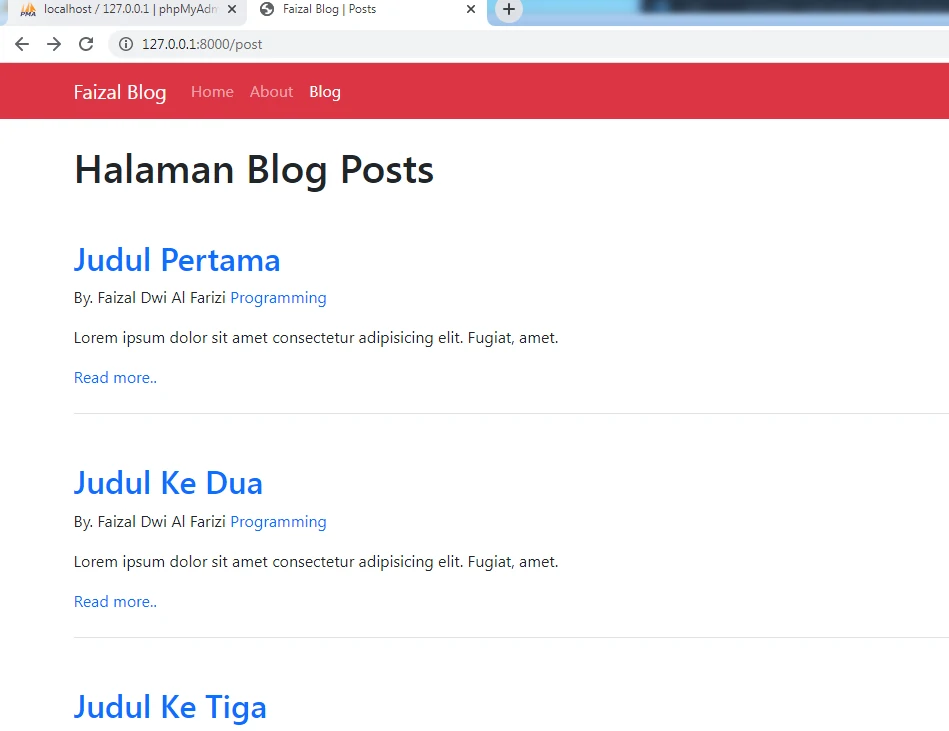 localhost / 127.0.0.1 | phpMyAdm
Faizal Blog | Posts
127.0.0.1:8000/post
Faizal Blog Home About Blog
Halaman Blog Posts
Judul Pertama
By. Faizal Dwi Al Farizi Programming
Lorem ipsum dolor sit amet consectetur adipisicing elit. Fugiat, amet.
Read more..
Judul Ke Dua
By. Faizal Dwi Al Farizi Programming
Lorem ipsum dolor sit amet consectetur adipisicing elit. Fugiat, amet.
Read more..
Judul Ke Tiga